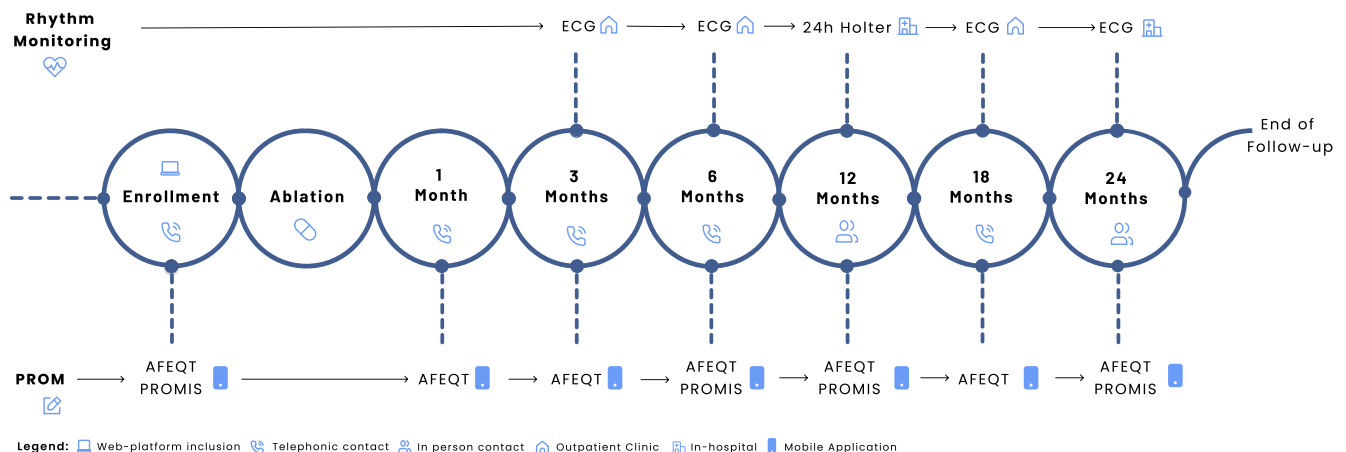 Rhythm
Monitoring
ECG
ECG
24h Holter
ECG
ECG
Enrollment
Ablation
1
Month
3
Months
6
Months
12
Months
18
Months
24
Months
End of
Follow-up
PROM
AFEQT
PROMIS
AFEQT
AFEQT
AFEQT
PROMIS
AFEQT
PROMIS
AFEQT
AFEQT
PROMIS
Legend: Web-platform inclusion Telephonic contact In person contact Outpatient Clinic In-hospital Mobile Application